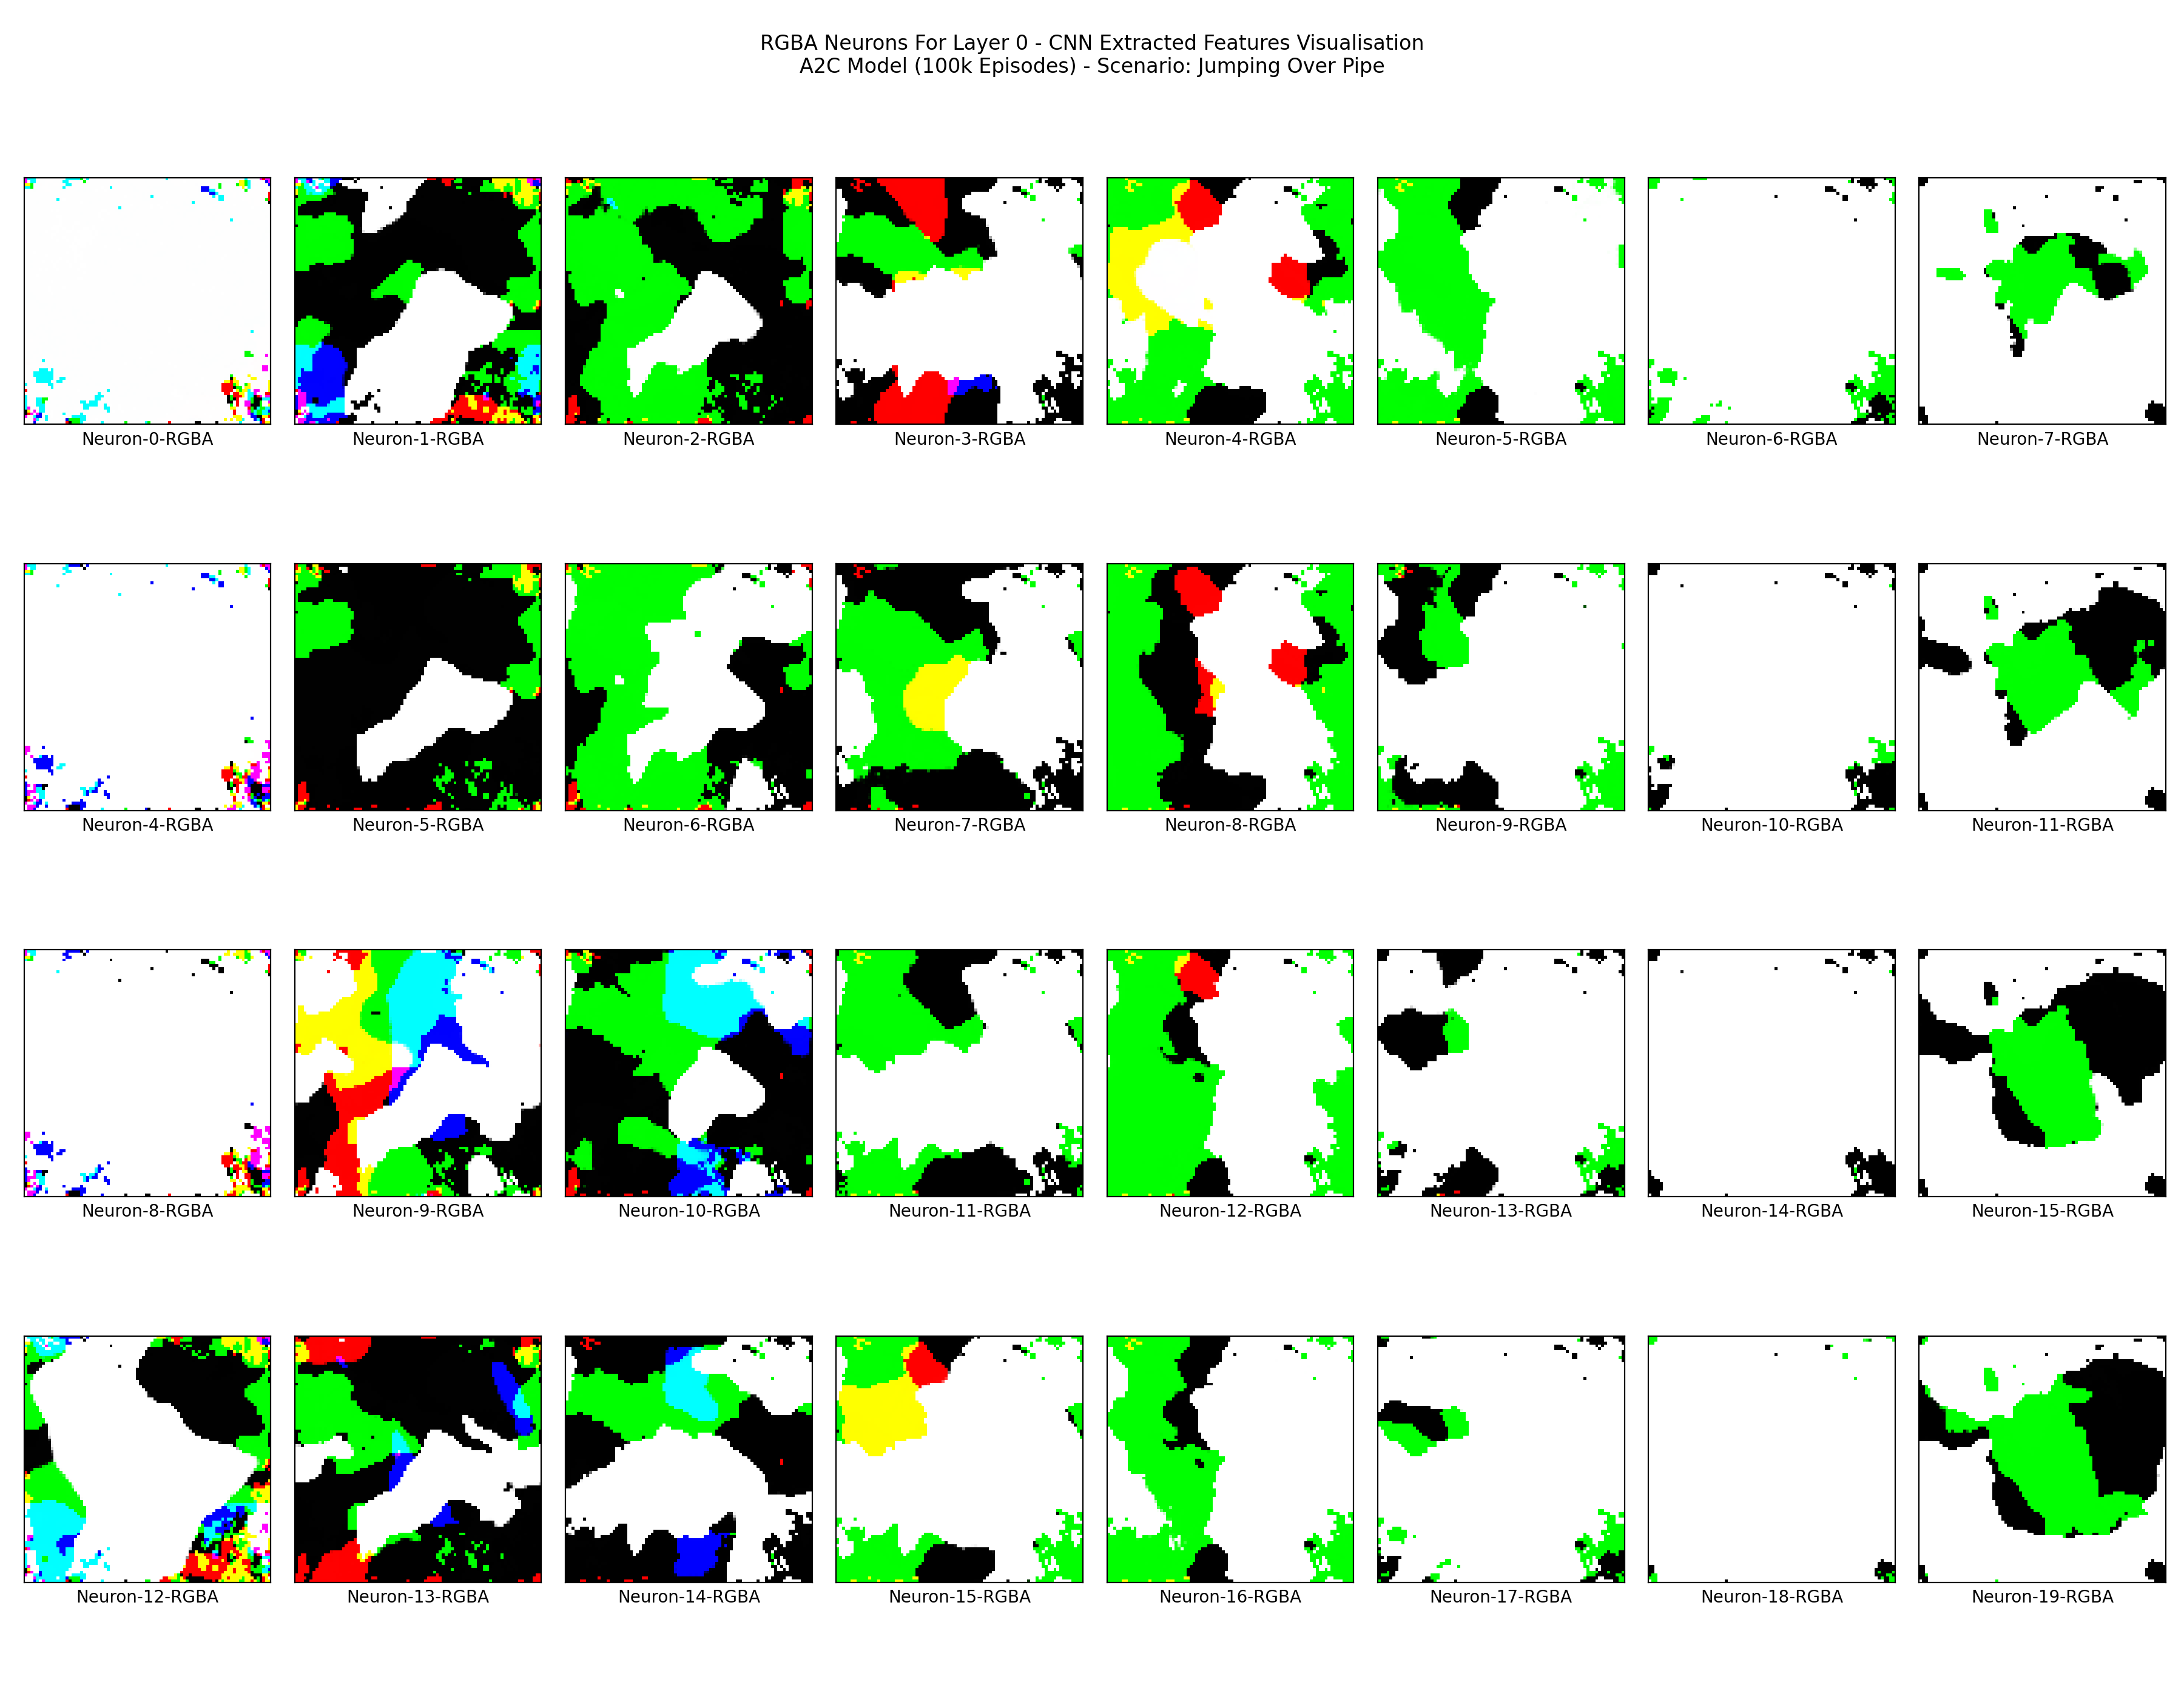 RGBA Neurons For Layer 0 - CNN Extracted Features Visualisation
A2C Model (100k Episodes) - Scenario: Jumping Over Pipe
Neuron-0-RGBA
Neuron-1-RGBA
Neuron-2-RGBA
Neuron-3-RGBA
Neuron-4-RGBA
Neuron-5-RGBA
Neuron-6-RGBA
Neuron-7-RGBA
Neuron-4-RGBA
Neuron-5-RGBA
Neuron-6-RGBA
Neuron-7-RGBA
Neuron-8-RGBA
Neuron-9-RGBA
Neuron-10-RGBA
Neuron-11-RGBA
Neuron-8-RGBA
Neuron-9-RGBA
Neuron-10-RGBA
Neuron-11-RGBA
Neuron-12-RGBA
Neuron-13-RGBA
Neuron-14-RGBA
Neuron-15-RGBA
Neuron-12-RGBA
Neuron-13-RGBA
Neuron-14-RGBA
Neuron-15-RGBA
Neuron-16-RGBA
Neuron-17-RGBA
Neuron-18-RGBA
Neuron-19-RGBA